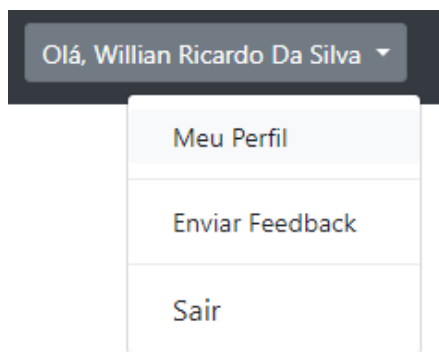 Olá, Willian Ricardo Da Silva
Meu Perfil
Enviar Feedback
Sair